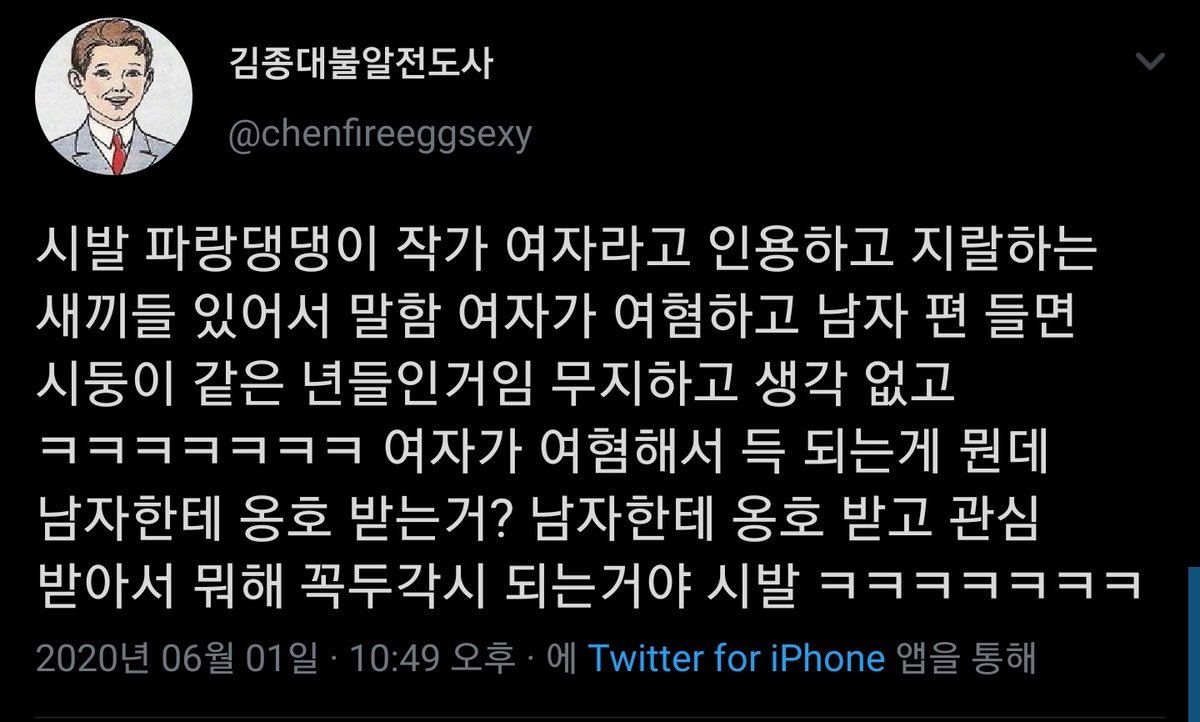 김종대불알전도사
@chenfireeggsexy
시발 파랑댕댕이 작가 여자라고 인용하고 지랄하는
새끼들 있어서 말함 여자가 여혐하고 남자 편 들면
시둥이 같은 년들인거임 무지하고 생각 없고
ㅋㅋㅋㅋㅋㅋㅋ 여자가 여혐해서 득 되는게 뭔데
남자한테 옹호 받는거? 남자한테 옹호 받고 관심
받아서 뭐해 꼭두각시 되는거야 시발 ㅋㅋㅋㅋㅋㅋㅋ
2020년 06월 01일 · 10:49 오후 · 에 Twitter for iPhone 앱을 통해